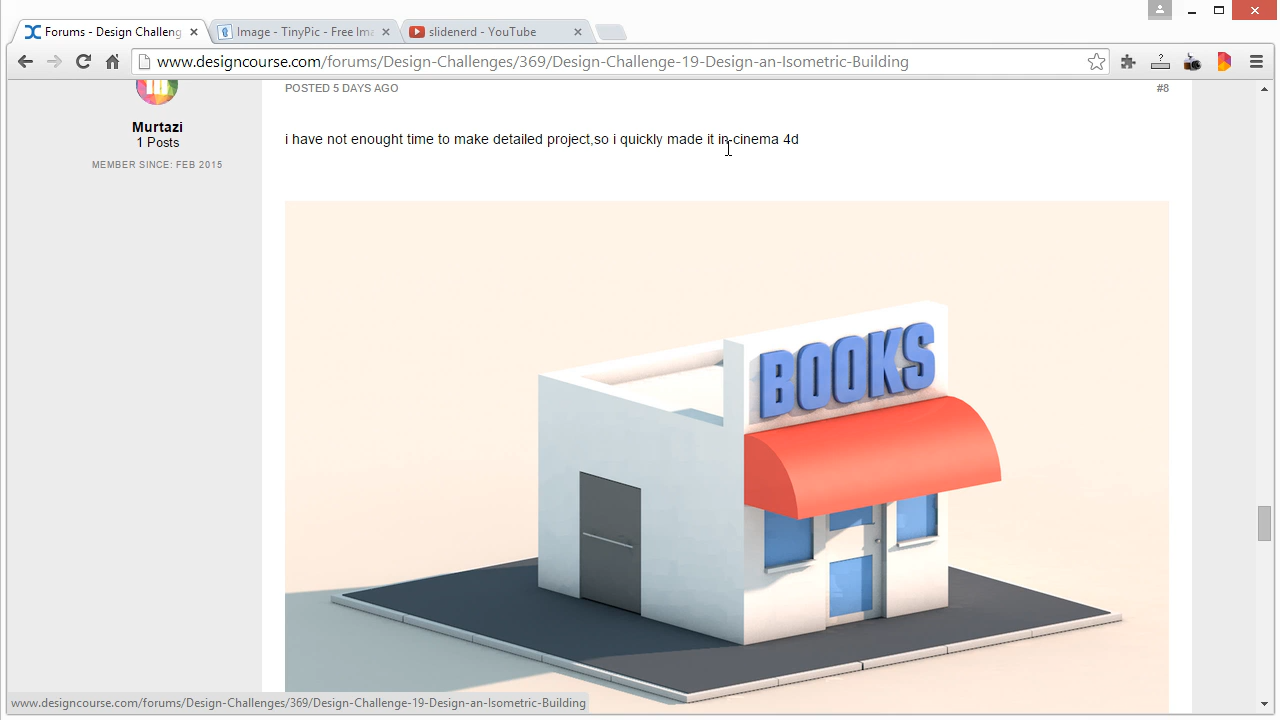 Forums - Design Challeng
Image - TinyPic - Free Ima
slidenerd - YouTube
www.designcourse.com/forums/Design-Challenges/369/Design-Challenge-19-Design-an-Isometric-Building
POSTED 5 DAYS AGO
#8
Murtazi
1 Posts
MEMBER SINCE: FEB 2015
i have not enought time to make detailed project,so i quickly made it in cinema 4d
BOOKS
www.designcourse.com/forums/Design-Challenges/369/Design-Challenge-19-Design-an-Isometric-Building